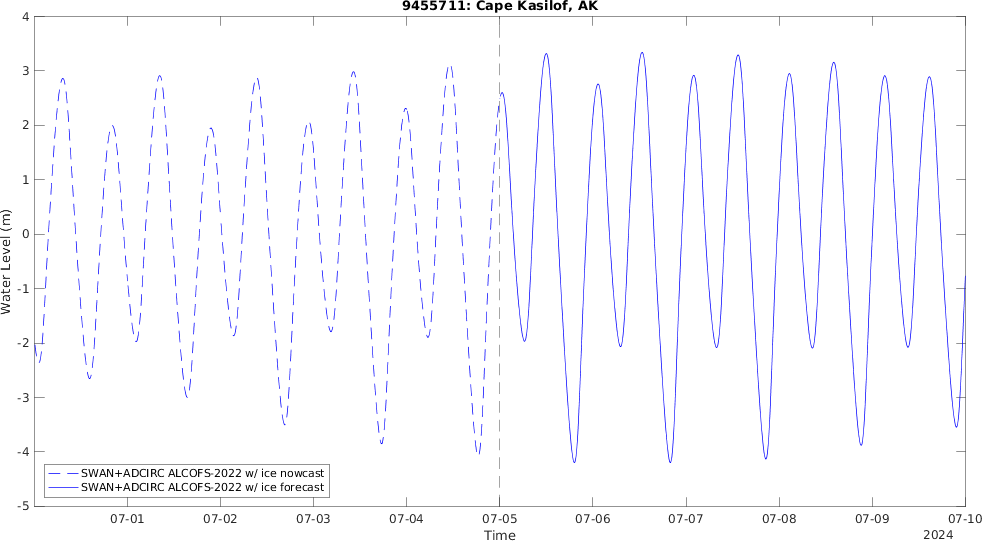 9455711: Cape Kasilof, AK
4
3
2
1
0
-1
-2
-3
-4
-5
Water Level (m)
SWAN+ADCIRC ALCOFS-2022 w/ ice nowcast
SWAN+ADCIRC ALCOFS-2022 w/ ice forecast
07-01 07-02 07-03 07-04 07-05 07-06 07-07 07-08 07-09 07-10
Time
2024